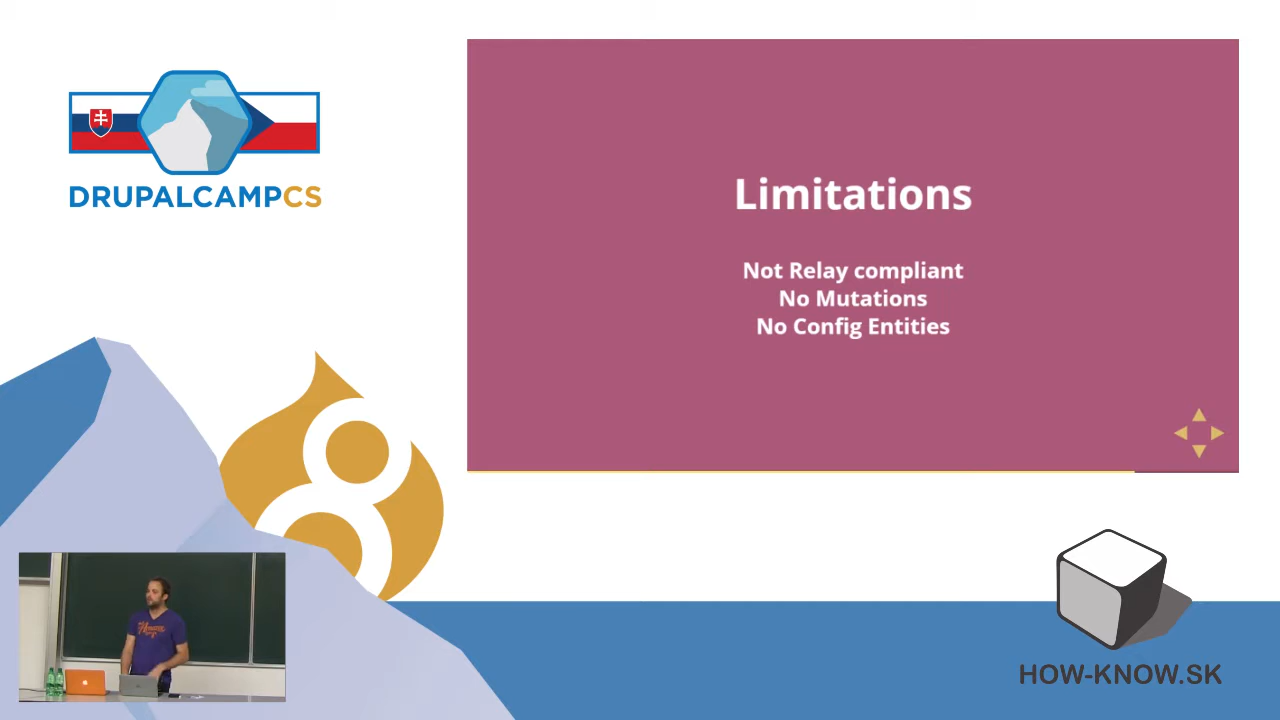 DRUPALCAMPCS
Limitations
Not Relay compliant
No Mutations
No Config Entities
HOW-KNOW.SK